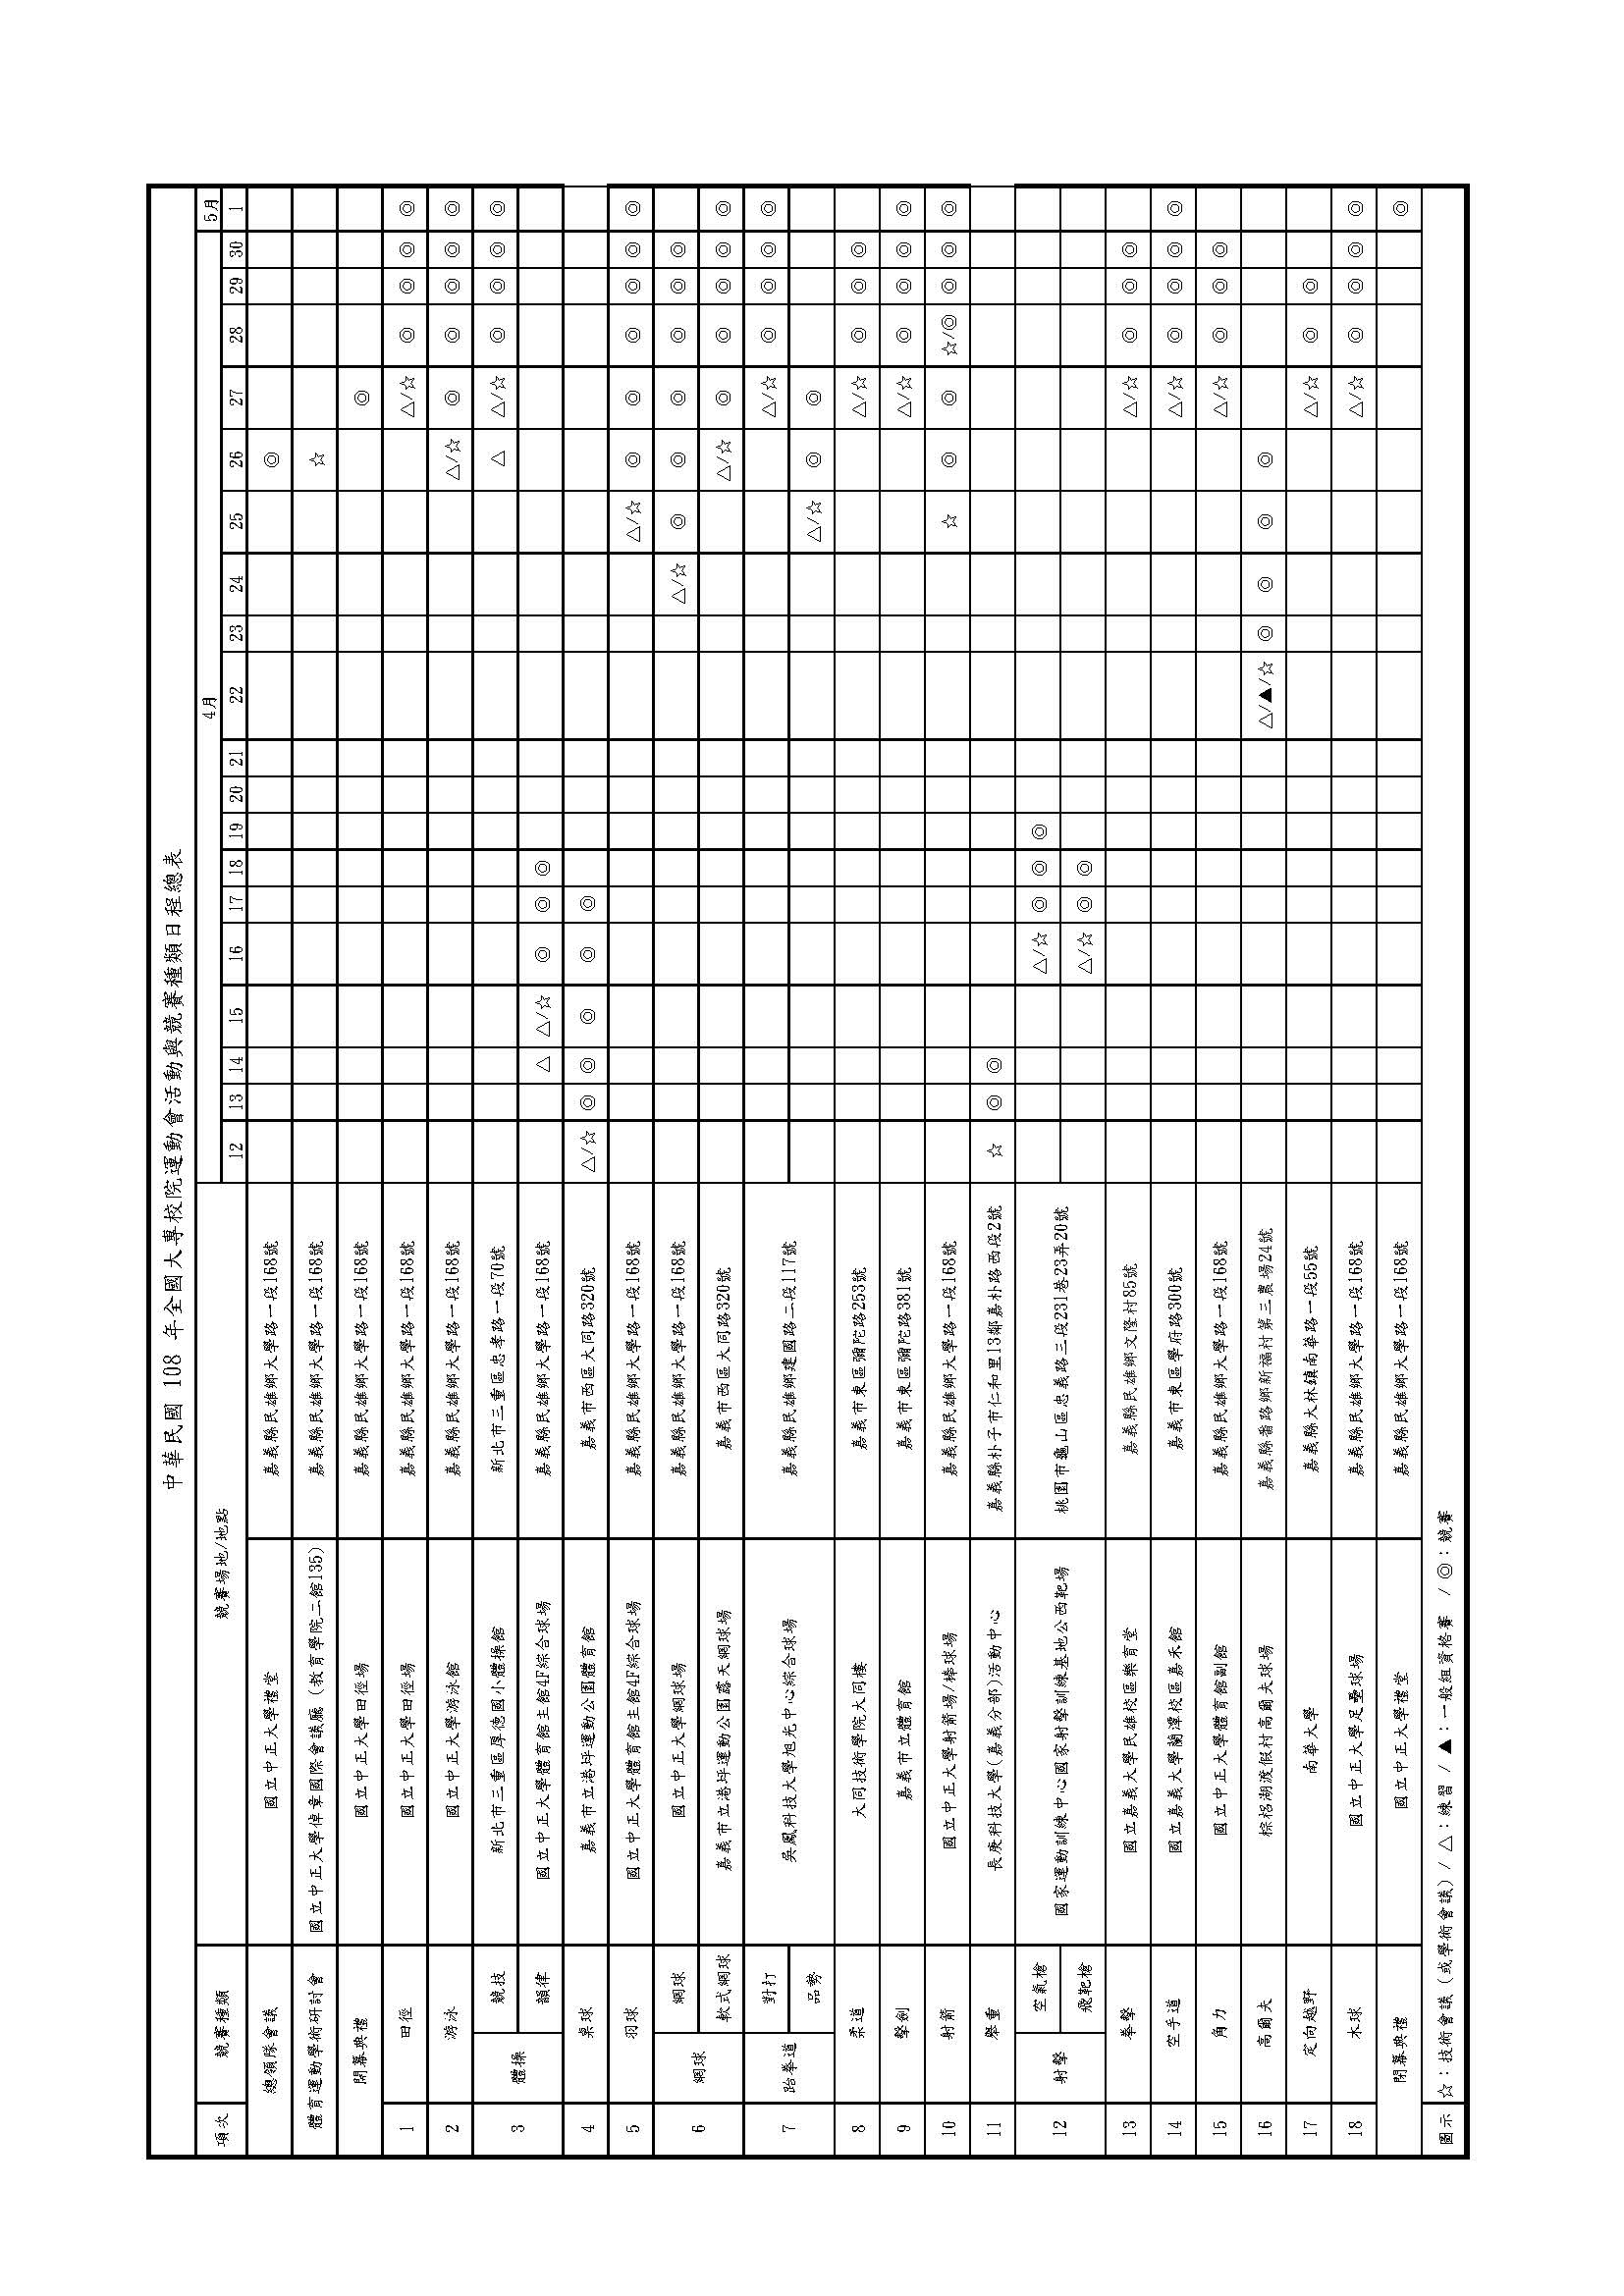 中華民國 108 年全國大專校院運動會活動與競賽種類日程總表
項次 競賽種類 競賽場地/地點 4月 5月
12 13 14 15 16 17 18 19 20 21 22 23 24 25 26 27 28 29 30 1
總領隊會議 國立中正大學禮堂 嘉義縣民雄鄉大學路一段168號 ◎
體育運動學術研討會 國立中正大學倬章國際會議廳（教育學院二館135） 嘉義縣民雄鄉大學路一段168號 ☆
開幕典禮 國立中正大學田徑場 嘉義縣民雄鄉大學路一段168號 ◎
1 田徑 國立中正大學田徑場 嘉義縣民雄鄉大學路一段168號 △/☆ ◎ ◎ ◎ ◎
2 游泳 國立中正大學游泳館 嘉義縣民雄鄉大學路一段168號 △/☆ ◎ ◎ ◎ ◎ ◎
3 體操 競技 新北市三重區厚德國小體操館 新北市三重區忠孝路一段70號 △ △/☆ ◎ ◎ ◎ ◎
韻律 國立中正大學體育館主館4F綜合球場 嘉義縣民雄鄉大學路一段168號 △ △/☆ ◎ ◎ ◎
4 桌球 嘉義市立港坪運動公園體育館 嘉義市西區大同路320號 △/☆ ◎ ◎ ◎ ◎ ◎
5 羽球 國立中正大學體育館主館4F綜合球場 嘉義縣民雄鄉大學路一段168號 △/☆ ◎ ◎ ◎ ◎ ◎ ◎
6 網球 網球 國立中正大學網球場 嘉義縣民雄鄉大學路一段168號 △/☆ ◎ ◎ ◎ ◎ ◎ ◎
軟式網球 嘉義市立港坪運動公園露天網球場 嘉義市西區大同路320號 △/☆ ◎ ◎ ◎ ◎ ◎
7 跆拳道 對打 吳鳳科技大學旭光中心綜合球場 嘉義縣民雄鄉建國路二段117號 △/☆ ◎ ◎ ◎ ◎
品勢 △/☆ ◎ ◎
8 柔道 大同技術學院大同樓 嘉義市東區彌陀路253號 △/☆ ◎ ◎ ◎
9 擊劍 嘉義市立體育館 嘉義市東區彌陀路381號 △/☆ ◎ ◎ ◎ ◎
10 射箭 國立中正大學射箭場/棒球場 嘉義縣民雄鄉大學路一段168號 ☆ ◎ ◎ ☆/◎ ◎ ◎ ◎
11 舉重 長庚科技大學(嘉義分部)活動中心 嘉義縣朴子市仁和里13鄰嘉朴路西段2號 ☆ ◎ ◎
12 射擊 空氣槍 國家運動訓練中心國家射擊訓練基地公西靶場 桃園市龜山區忠義路三段231巷23弄20號 △/☆ ◎ ◎ ◎
飛靶槍 △/☆ ◎ ◎
13 拳擊 國立嘉義大學民雄校區樂育堂 嘉義縣民雄鄉文隆村85號 △/☆ ◎ ◎ ◎
14 空手道 國立嘉義大學蘭潭校區嘉禾館 嘉義市東區學府路300號 △/☆ ◎ ◎ ◎ ◎
15 角力 國立中正大學體育館副館 嘉義縣民雄鄉大學路一段168號 △/☆ ◎ ◎ ◎
16 高爾夫 棕梠湖渡假村高爾夫球場 嘉義縣番路鄉新福村第三農場24號 △/▲/☆ ◎ ◎ ◎ ◎
17 定向越野 南華大學 嘉義縣大林鎮南華路一段55號 △/☆ ◎ ◎
18 木球 國立中正大學足壘球場 嘉義縣民雄鄉大學路一段168號 △/☆ ◎ ◎ ◎ ◎
閉幕典禮 國立中正大學禮堂 嘉義縣民雄鄉大學路一段168號 ◎
圖示 ☆：技術會議（或學術會議）/ △：練習 / ▲：一般組資格賽 / ◎：競賽